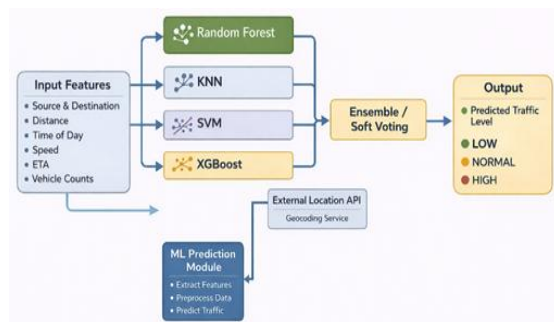 Random Forest
Input Features
• Source & Destination
• Distance
• Time of Day
• Speed
• ETA
• Vehicle Counts
KNN
SVM
XGBoost
Ensemble /
Soft Voting
Output
• Predicted Traffic
Level
• LOW
• NORMAL
• HIGH
External Location API
Geocoding Service
ML Prediction
Module
• Extract Features
• Preprocess Data
• Predict Traffic